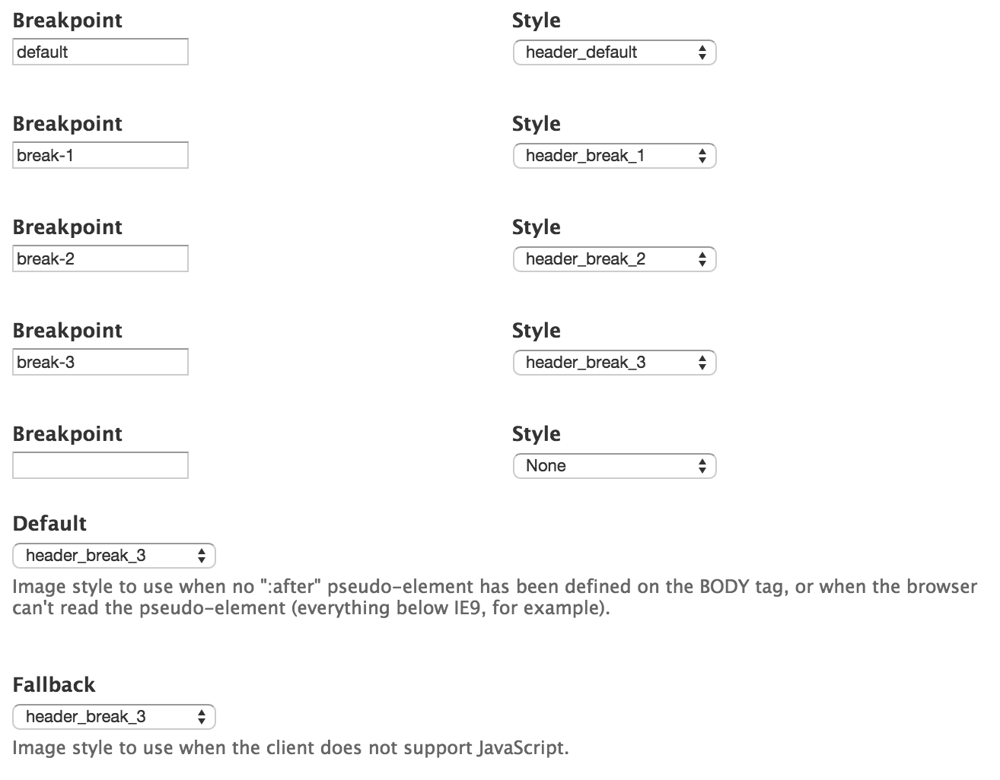 Breakpoint Style
default header_default
Breakpoint Style
break-1 header_break_1
Breakpoint Style
break-2 header_break_2
Breakpoint Style
break-3 header_break_3
Breakpoint Style
None
Default
header_break_3
Image style to use when no ":after" pseudo-element has been defined on the BODY tag, or when the browser
can't read the pseudo-element (everything below IE9, for example).
Fallback
header_break_3
Image style to use when the client does not support JavaScript.